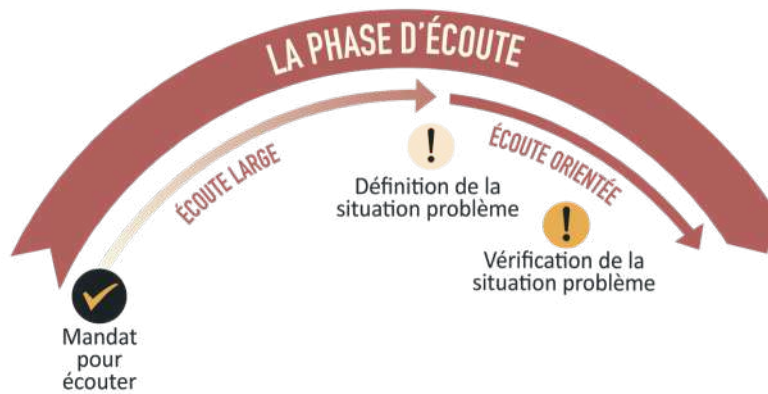 LA PHASE D'ÉCOUTE
ÉCOUTE LARGE
ÉCOUTE ORIENTÉE
!
Définition de la
situation problème
!
Vérification de la
situation problème
Mandat
pour
écouter